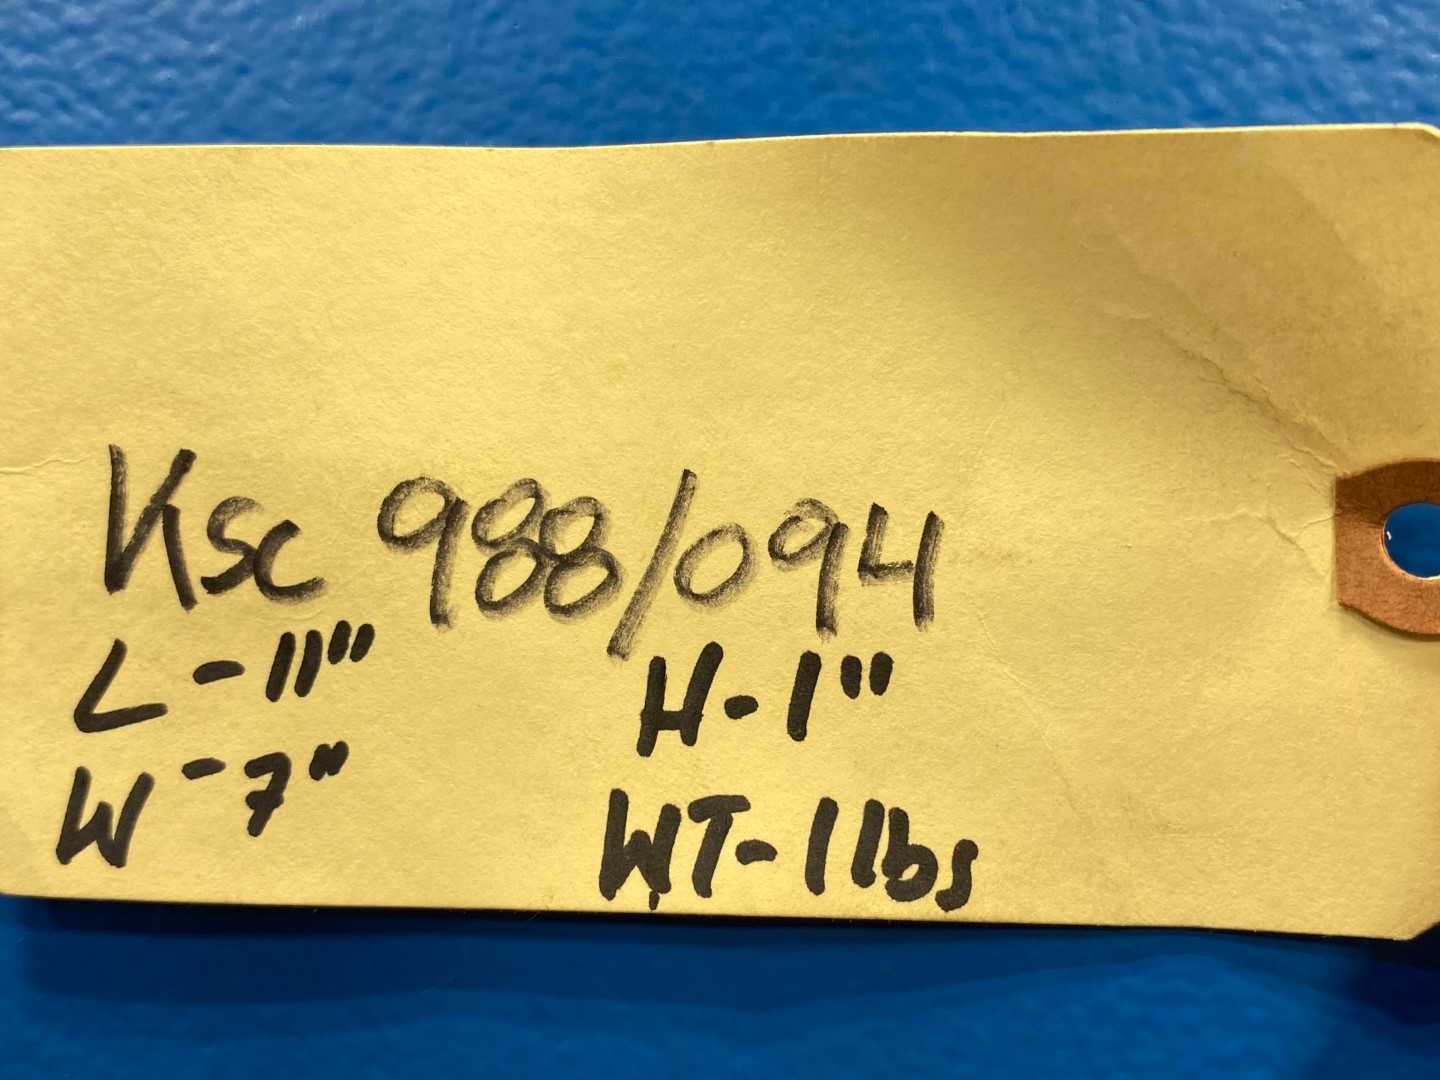 Ksc 988/094
L-11" H-1"
W-7" WT-1lbs